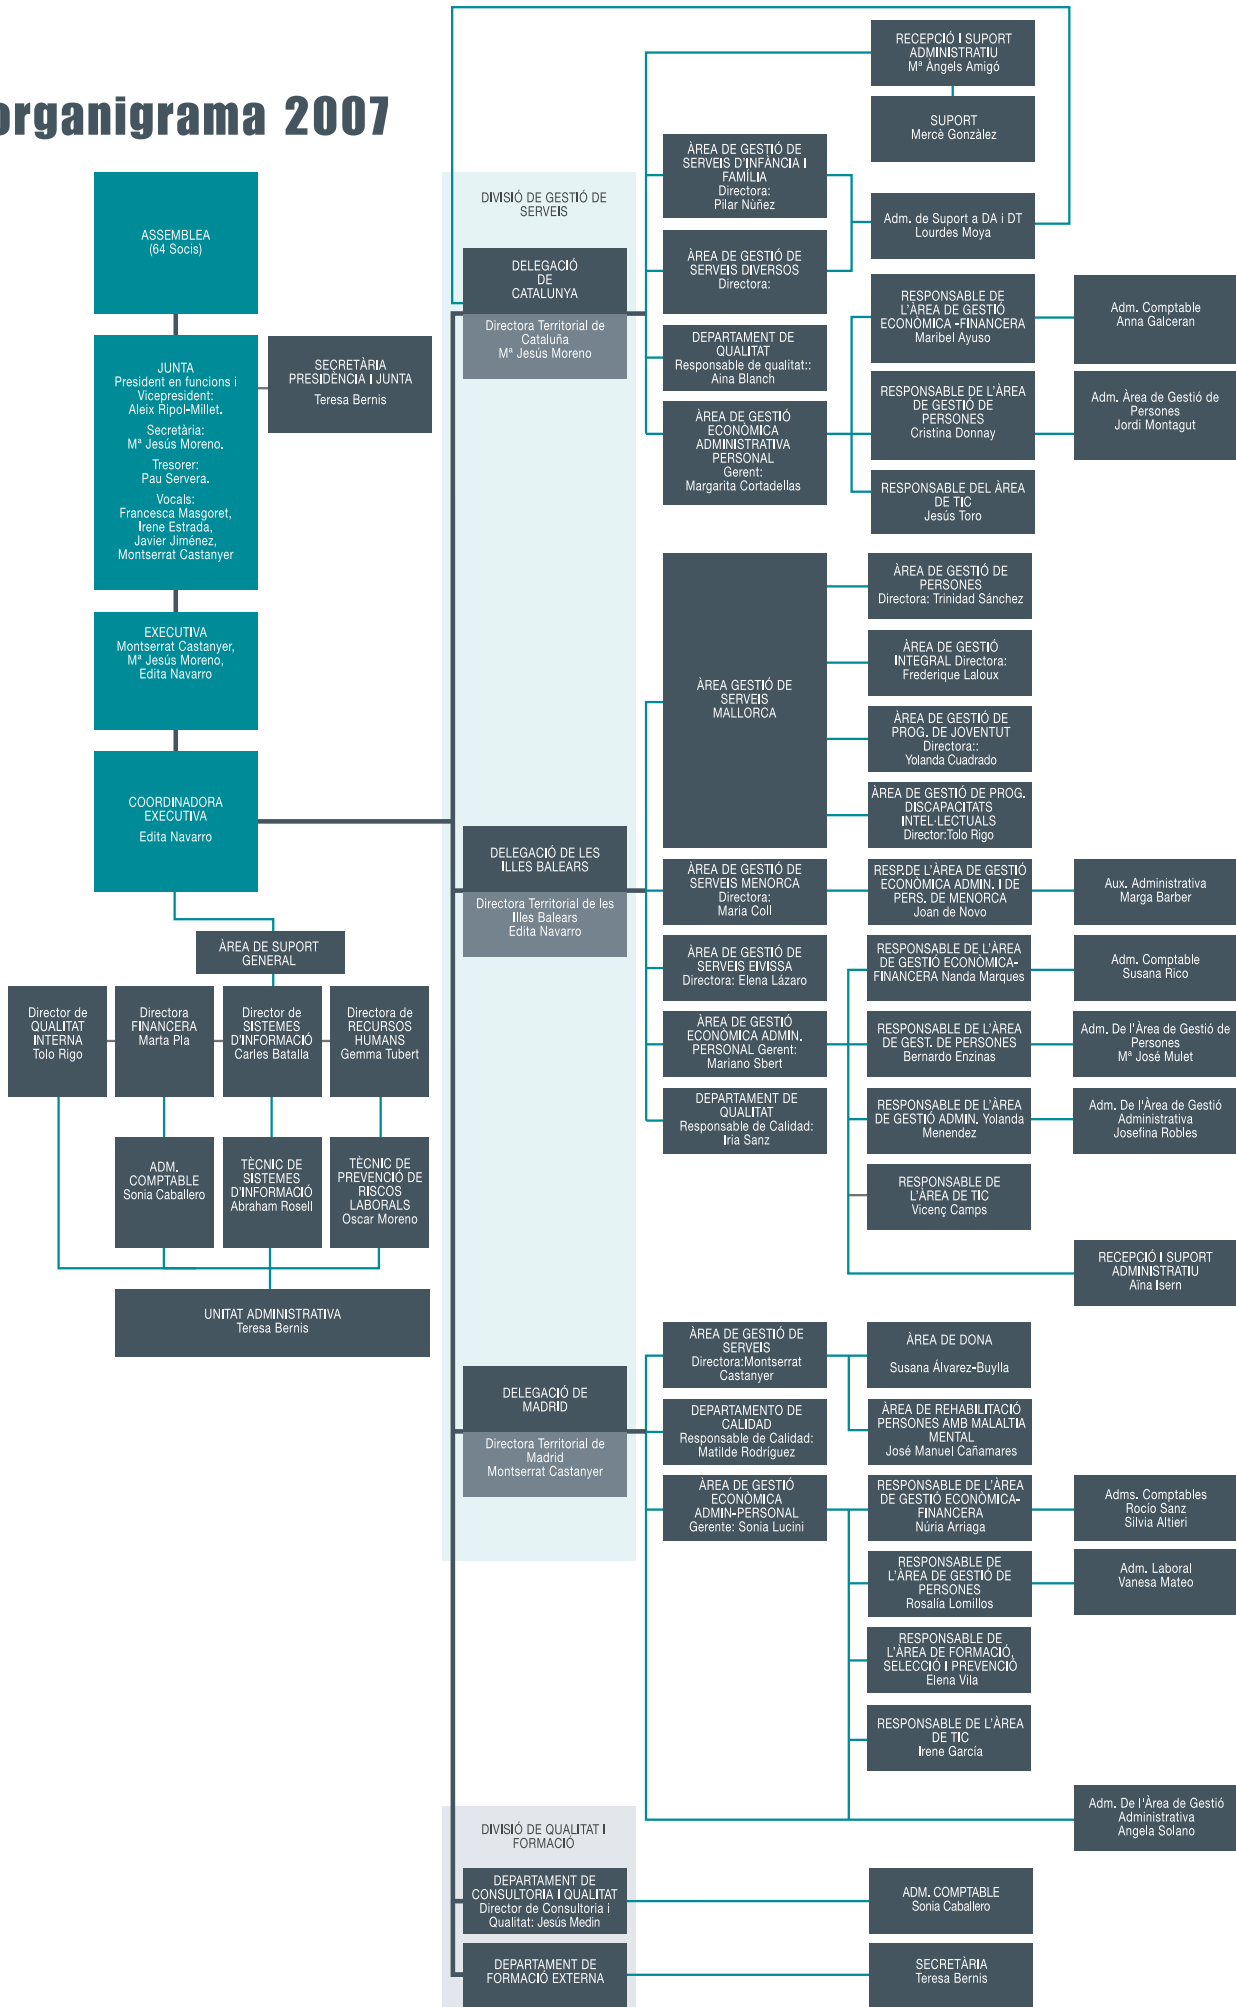 organigrama 2007
ASSEMBLEA
(64 Socis)
JUNTA
President en funcions i
Vicepresident:
Aleix Ripol-Millet.
Secretària:
Mª Jesús Moreno.
Tresorer:
Pau Servera.
Vocals:
Francesca Masgoret,
Irene Estrada,
Javier Jiménez,
Montserrat Castanyer
SECRETÀRIA
PRESIDÈNCIA I JUNTA
Teresa Bernis
EXECUTIVA
Montserrat Castanyer,
Mª Jesús Moreno,
Edita Navarro
COORDINADORA
EXECUTIVA
Edita Navarro
ÀREA DE SUPORT
GENERAL
Director de
QUALITAT
INTERNA
Tolo Rigo
Directora
FINANCERA
Marta Pla
Director de
SISTEMES
D'INFORMACIÓ
Carles Batalla
Directora de
RECURSOS
HUMANS
Gemma Tubert
ADM.
COMPTABLE
Sonia Caballero
TÈCNIC DE
SISTEMES
D'INFORMACIÓ
Abraham Rosell
TÈCNIC DE
PREVENCIÓ DE
RISCOS
LABORALS
Oscar Moreno
UNITAT ADMINISTRATIVA
Teresa Bernis
DIVISIÓ DE GESTIÓ DE
SERVEIS
DELEGACIÓ
DE
CATALUNYA
Directora Territorial de
Cataluña
Mª Jesús Moreno
RECEPCIÓ I SUPORT
ADMINISTRATIU
Mª Àngels Amigó
SUPORT
Mercè Gonzàlez
ÀREA DE GESTIÓ DE
SERVEIS D'INFÀNCIA I
FAMÍLIA
Directora:
Pilar Nùñez
ÀREA DE GESTIÓ DE
SERVEIS DIVERSOS
Directora:
Adm. de Suport a DA i DT
Lourdes Moya
DEPARTAMENT DE
QUALITAT
Responsable de qualitat::
Aina Blanch
ÀREA DE GESTIÓ
ECONÒMICA
ADMINISTRATIVA
PERSONAL
Gerent:
Margarita Cortadellas
RESPONSABLE DE
L'ÀREA DE GESTIÓ
ECONÒMICA -FINANCERA
Maribel Ayuso
Adm. Comptable
Anna Galceran
RESPONSABLE DE L'ÀREA
DE GESTIÓ DE
PERSONES
Cristina Donnay
Adm. Àrea de Gestió de
Persones
Jordi Montagut
RESPONSABLE DEL ÀREA
DE TIC
Jesús Toro
DELEGACIÓ DE LES
ILLES BALEARS
Directora Territorial de les
Illes Balears
Edita Navarro
ÀREA GESTIÓ DE
SERVEIS
MALLORCA
ÀREA DE GESTIÓ DE
PERSONES
Directora: Trinidad Sánchez
ÀREA DE GESTIÓ
INTEGRAL Directora:
Frederique Laloux
ÀREA DE GESTIÓ DE
PROG. DE JOVENTUT
Directora::
Yolanda Cuadrado
ÀREA DE GESTIÓ DE PROG.
DISCAPACITATS
INTEL·LECTUALS
Director:Tolo Rigo
ÀREA DE GESTIÓ DE
SERVEIS MENORCA
Directora:
Maria Coll
RESP.DE L'ÀREA DE GESTIÓ
ECONÒMICA ADMIN. I DE
PERS. DE MENORCA
Joan de Novo
Aux. Administrativa
Marga Barber
ÀREA DE GESTIÓ DE
SERVEIS EIVISSA
Directora: Elena Lázaro
ÀREA DE GESTIÓ
ECONÒMICA ADMIN.
PERSONAL Gerent:
Mariano Sbert
DEPARTAMENT DE
QUALITAT
Responsable de Calidad:
Iria Sanz
RESPONSABLE DE L'ÀREA
DE GESTIÓ ECONÒMICA-
FINANCERA Nanda Marques
Adm. Comptable
Susana Rico
RESPONSABLE DE L'ÀREA
DE GEST. DE PERSONES
Bernardo Enzinas
Adm. De l'Àrea de Gestió de
Persones
Mª José Mulet
RESPONSABLE DE L'ÀREA
DE GESTIÓ ADMIN. Yolanda
Menendez
Adm. De l'Àrea de Gestió
Administrativa
Josefina Robles
RESPONSABLE DE
L'ÀREA DE TIC
Vicenç Camps
RECEPCIÓ I SUPORT
ADMINISTRATIU
Aïna Isern
DELEGACIÓ DE
MADRID
Directora Territorial de
Madrid
Montserrat Castanyer
ÀREA DE GESTIÓ DE
SERVEIS
Directora:Montserrat
Castanyer
ÀREA DE DONA
Susana Álvarez-Buylla
DEPARTAMENTO DE
CALIDAD
Responsable de Calidad:
Matilde Rodríguez
ÀREA DE REHABILITACIÓ
PERSONES AMB MALALTIA
MENTAL
José Manuel Cañamares
ÀREA DE GESTIÓ
ECONÒMICA
ADMIN-PERSONAL
Gerente: Sonia Lucini
RESPONSABLE DE L'ÀREA
DE GESTIÓ ECONÒMICA-
FINANCERA
Núria Arriaga
Adms. Comptables
Rocío Sanz
Silvia Altieri
RESPONSABLE DE
L'ÀREA DE GESTIÓ DE
PERSONES
Rosalía Lomillos
Adm. Laboral
Vanesa Mateo
RESPONSABLE DE
L'ÀREA DE FORMACIÓ,
SELECCIÓ I PREVENCIÓ
Elena Vila
RESPONSABLE DE L'ÀREA
DE TIC
Irene García
Adm. De l'Àrea de Gestió
Administrativa
Angela Solano
DIVISIÓ DE QUALITAT I
FORMACIÓ
DEPARTAMENT DE
CONSULTORIA I QUALITAT
Director de Consultoria i
Qualitat: Jesús Medin
ADM. COMPTABLE
Sonia Caballero
DEPARTAMENT DE
FORMACIÓ EXTERNA
SECRETÀRIA
Teresa Bernis